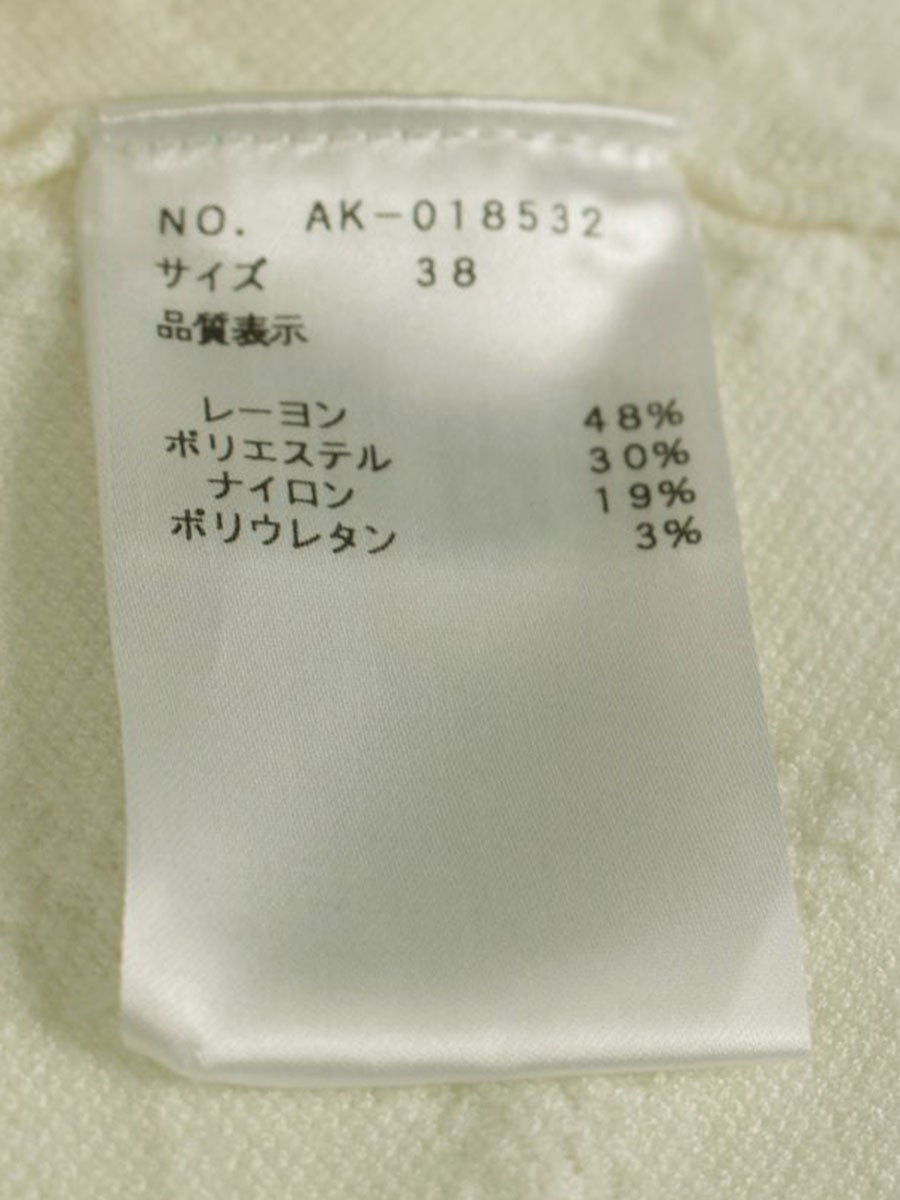 NO. AK-018532
サイズ 38
品質表示
レーヨン 48%
ポリエステル 30%
ナイロン 19%
ポリウレタン 3%